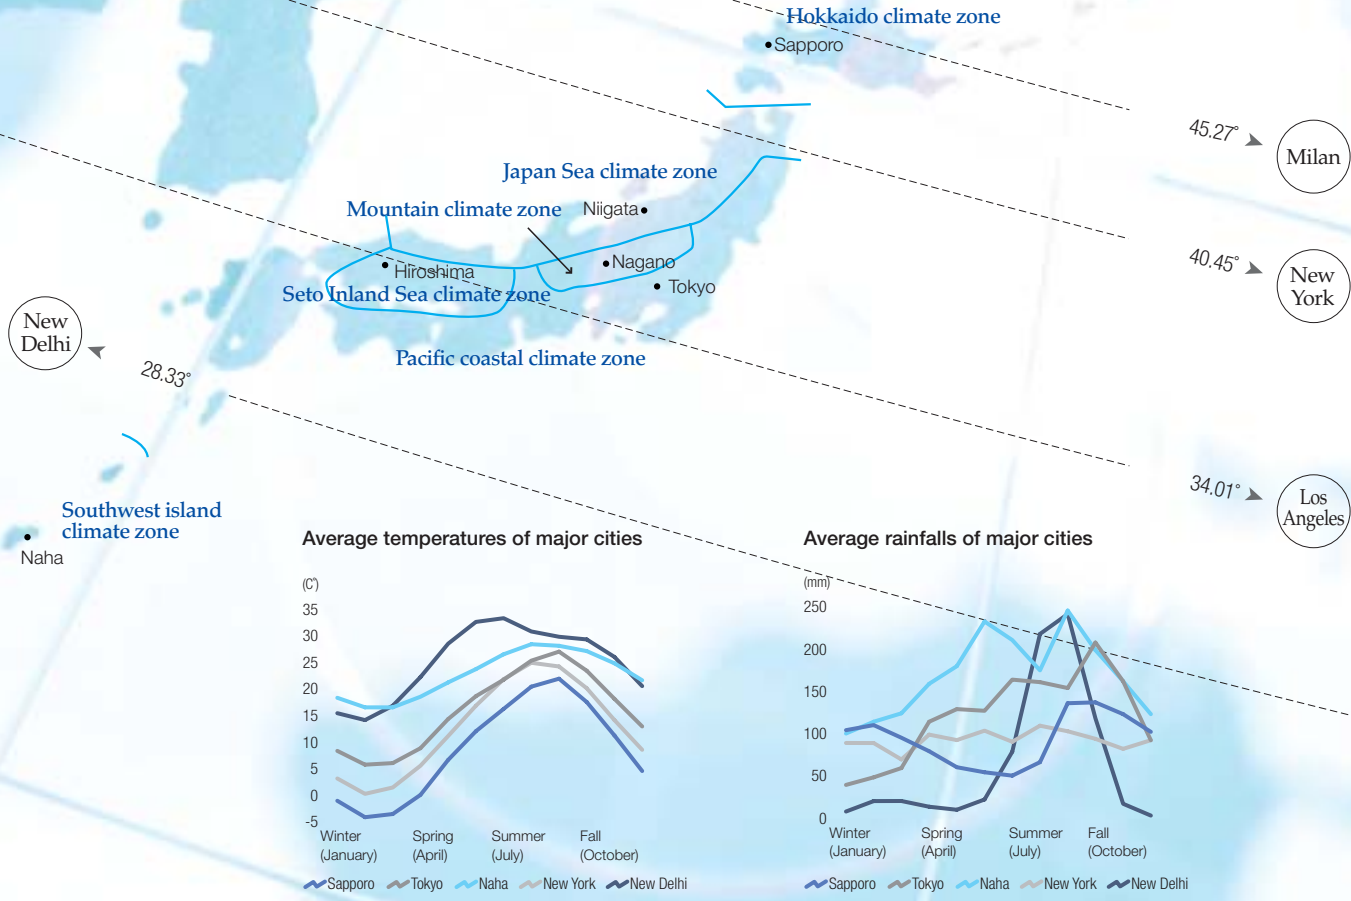 Hokkaido climate zone
Sapporo
45.27°
Milan
Japan Sea climate zone
Mountain climate zone
Niigata
40.45°
New
York
Nagano
Hiroshima
Tokyo
Seto Inland Sea climate zone
New
Delhi
28.33°
Pacific coastal climate zone
34.01°
Los
Angeles
Southwest island
climate zone
Naha
Average temperatures of major cities
(C°)
35
30
25
20
15
10
5
0
-5
Winter
(January)
Spring
(April)
Summer
(July)
Fall
(October)
Sapporo
Tokyo
Naha
New York
New Delhi
Average rainfalls of major cities
(mm)
250
200
150
100
50
0
Winter
(January)
Spring
(April)
Summer
(July)
Fall
(October)
Sapporo
Tokyo
Naha
New York
New Delhi